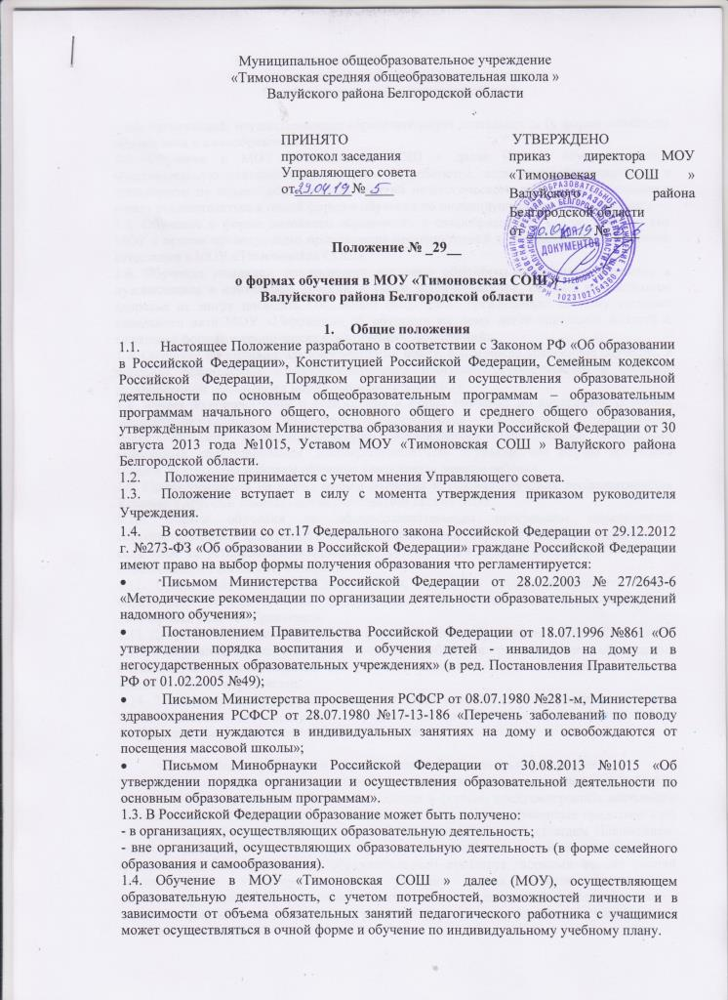 Муниципальное общеобразовательное учреждение
«Тимоновская средняя общеобразовательная школа »
Валуйского района Белгородской области
ПРИНЯТО
протокол заседания
Управляющего совета
от 29.04.19 № 5
УТВЕРЖДЕНО
приказ директора МОУ
«Тимоновская СОШ »
Валуйского района
Белгородской области
от 30.04.19 №
ДЛЯ
ДОКУМЕНТОВ
Положение № _29__
о формах обучения в МОУ «Тимоновская СОШ »
Валуйского района Белгородской области
1. Общие положения
1.1. Настоящее Положение разработано в соответствии с Законом РФ «Об образовании
в Российской Федерации», Конституцией Российской Федерации, Семейным кодексом
Российской Федерации, Порядком организации и осуществления образовательной
деятельности по основным общеобразовательным программам – образовательным
программам начального общего, основного общего и среднего общего образования,
утверждённым приказом Министерства образования и науки Российской Федерации от 30
августа 2013 года №1015, Уставом МОУ «Тимоновская СОШ » Валуйского района
Белгородской области.
1.2. Положение принимается с учетом мнения Управляющего совета.
1.3. Положение вступает в силу с момента утверждения приказом руководителя
Учреждения.
1.4. В соответствии со ст.17 Федерального закона Российской Федерации от 29.12.2012
г. №273-ФЗ «Об образовании в Российской Федерации» граждане Российской Федерации
имеют право на выбор формы получения образования что регламентируется:
• Письмом Министерства Российской Федерации от 28.02.2003 № 27/2643-6
«Методические рекомендации по организации деятельности образовательных учреждений
надомного обучения»;
• Постановлением Правительства Российской Федерации от 18.07.1996 №861 «Об
утверждении порядка воспитания и обучения детей - инвалидов на дому и в
негосударственных образовательных учреждениях» (в ред. Постановления Правительства
РФ от 01.02.2005 №49);
• Письмом Министерства просвещения РСФСР от 08.07.1980 №281-м, Министерства
здравоохранения РСФСР от 28.07.1980 №17-13-186 «Перечень заболеваний по поводу
которых дети нуждаются в индивидуальных занятиях на дому и освобождаются от
посещения массовой школы»;
• Письмом Минобрнауки Российской Федерации от 30.08.2013 №1015 «Об
утверждении порядка организации и осуществления образовательной деятельности по
основным образовательным программам».
1.3. В Российской Федерации образование может быть получено:
- в организациях, осуществляющих образовательную деятельность;
- вне организаций, осуществляющих образовательную деятельность (в форме семейного
образования и самообразования).
1.4. Обучение в МОУ «Тимоновская СОШ » далее (МОУ), осуществляющем
образовательную деятельность, с учетом потребностей, возможностей личности и в
зависимости от объема обязательных занятий педагогического работника с учащимися
может осуществляться в очной форме и обучение по индивидуальному учебному плану.